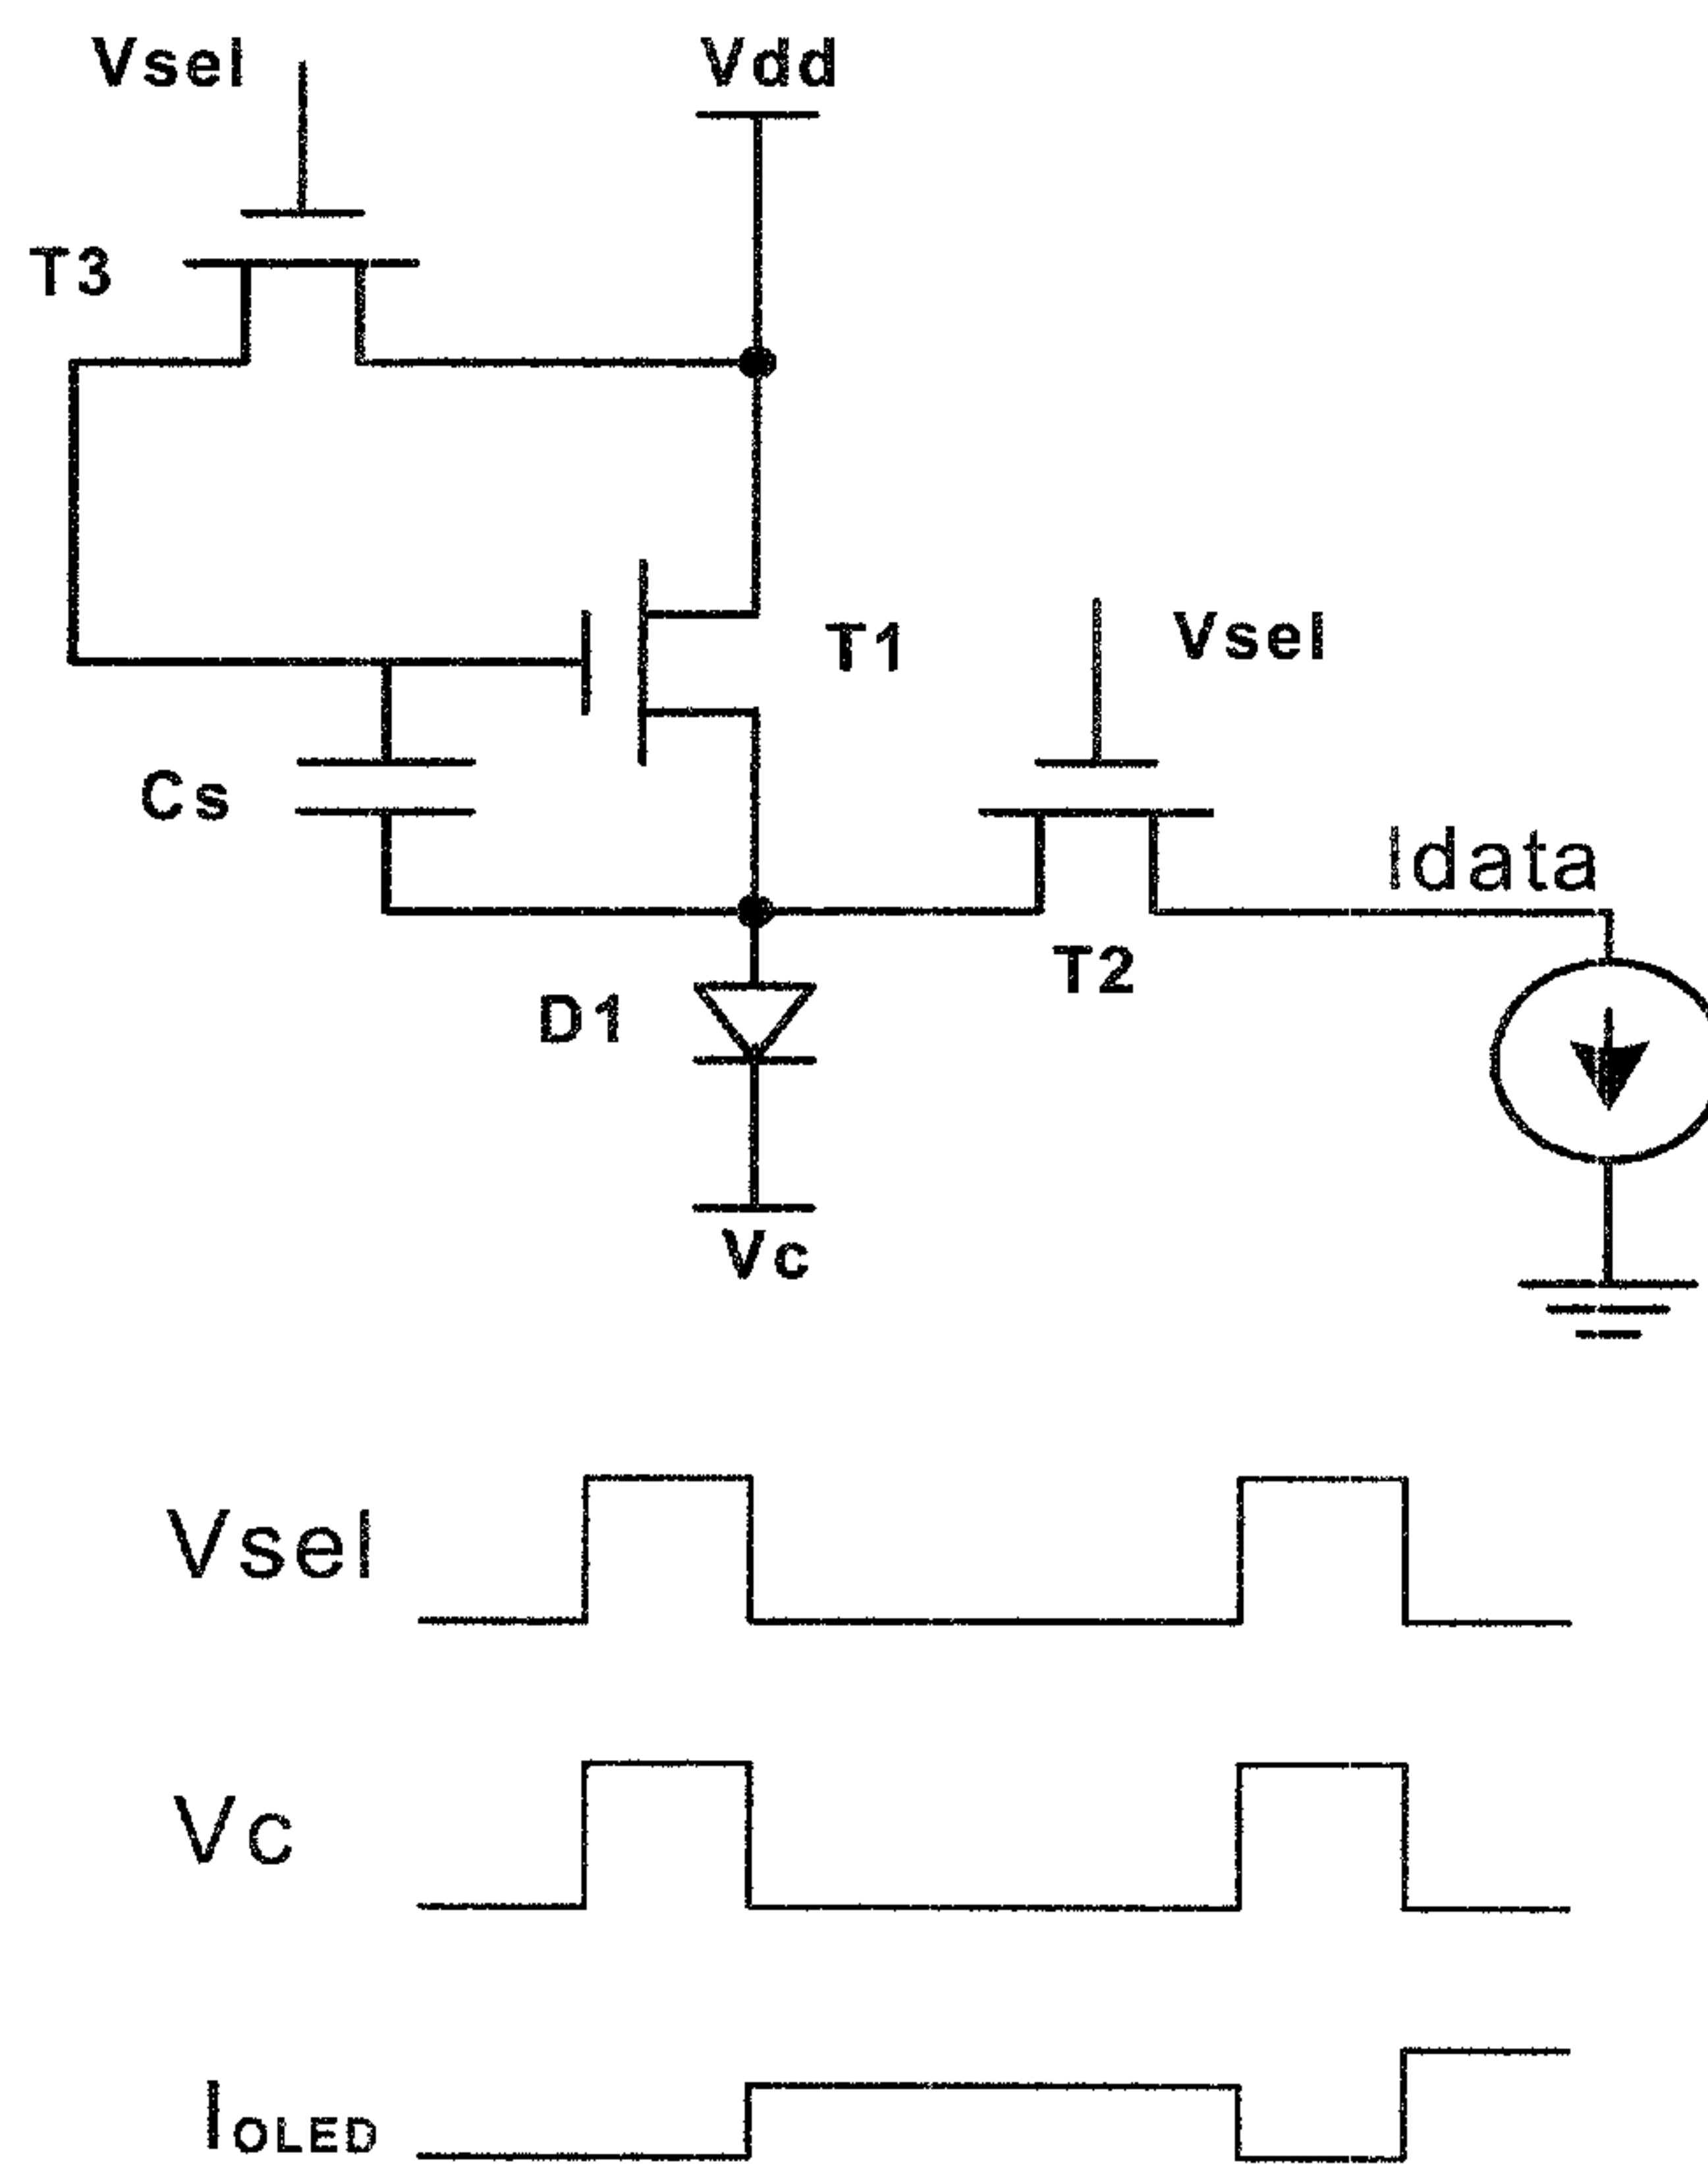 Vsel
Vdd
T3
T1
Vsel
Cs
Idata
T2
D1
Vc
Vsel
Vc
IOLED